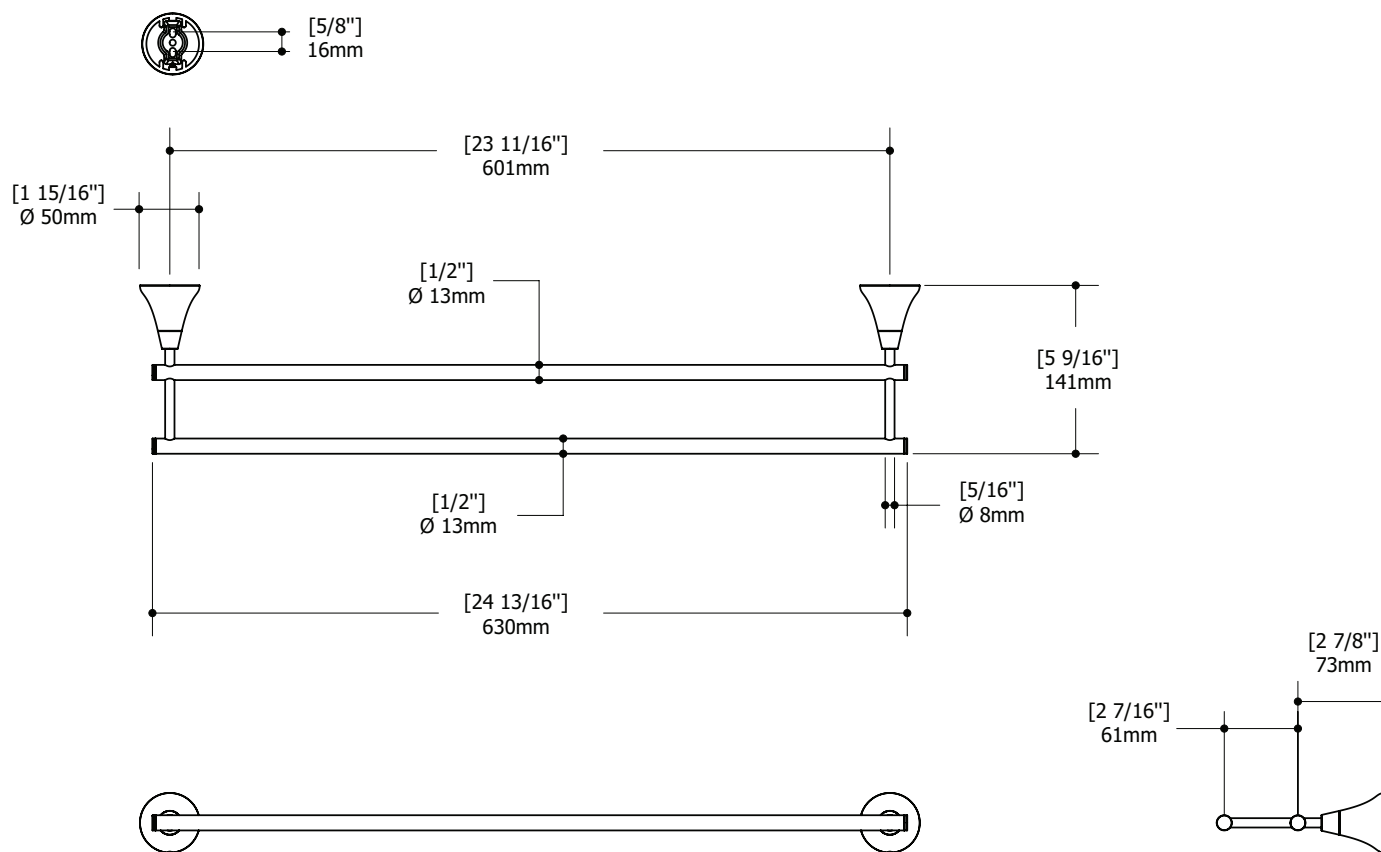 [5/8"]
16mm
[23 11/16"]
601mm
[1 15/16"]
Ø 50mm
[1/2"]
Ø 13mm
[5 9/16"]
141mm
[1/2"]
Ø 13mm
[5/16"]
Ø 8mm
[24 13/16"]
630mm
[2 7/8"]
73mm
[2 7/16"]
61mm